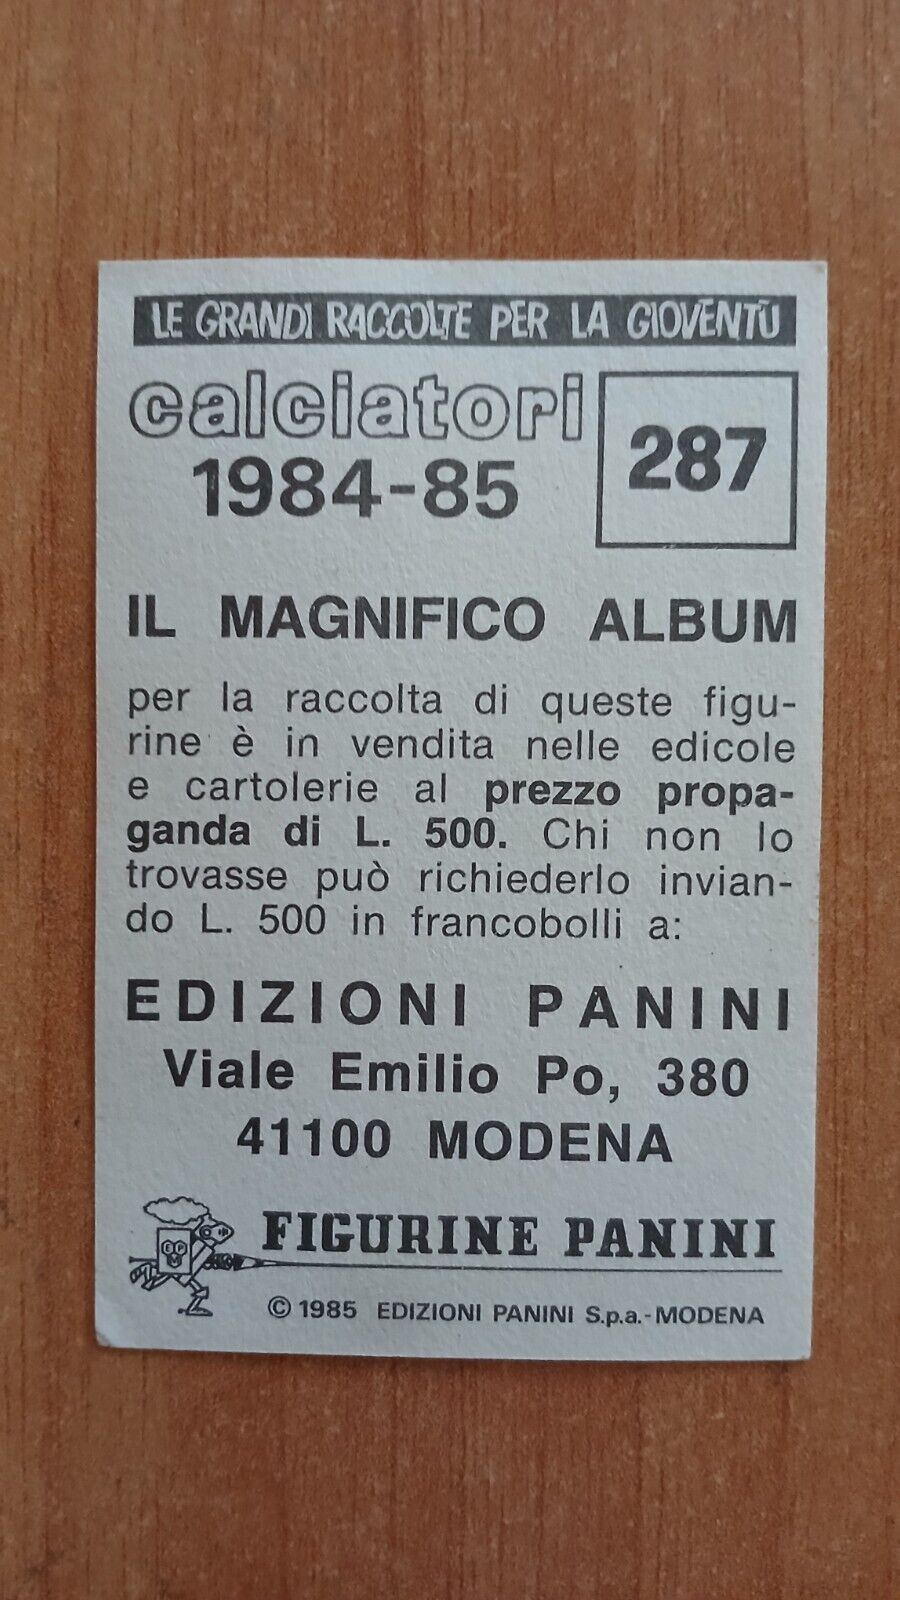 LE GRANDI RACCOLTE PER LA GIOVENTÙ
calciatori
1984-85
287
IL MAGNIFICO ALBUM
per la raccolta di queste figu-
rine è in vendita nelle edicole
e cartolerie al prezzo propa-
ganda di L. 500. Chi non lo
trovasse può richiederlo invian-
do L. 500 in francobolli a:
EDIZIONI PANINI
Viale Emilio Po, 380
41100 MODENA
FIGURINE PANINI
© 1985 EDIZIONI PANINI S.p.a.-MODENA